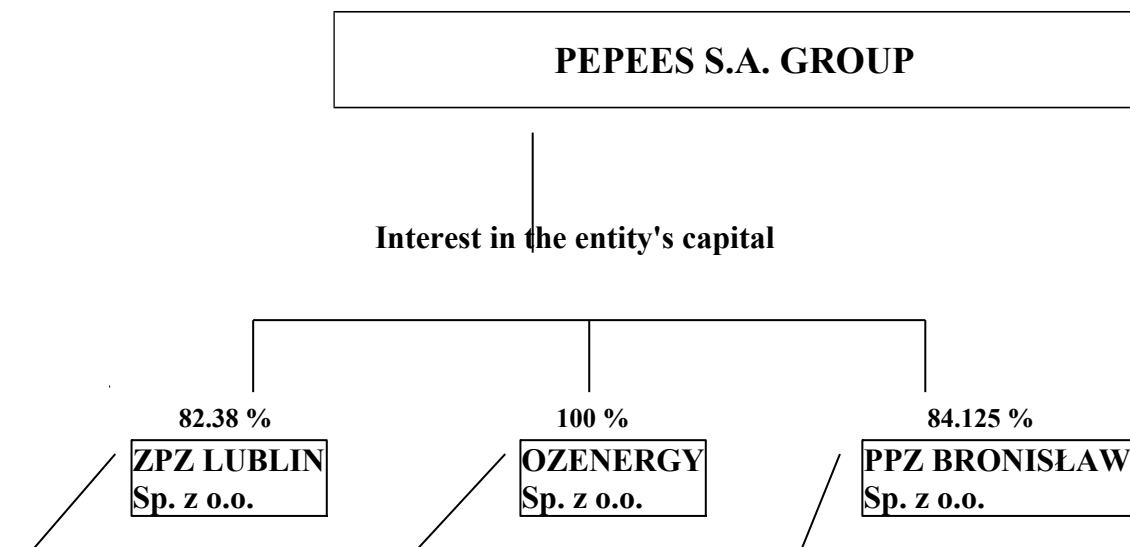 PEPEES S.A. GROUP
Interest in the entity's capital
82.38 %
100 %
84.125 %
ZPZ LUBLIN
Sp. z o.o.
OZENERGY
Sp. z o.o.
PPZ BRONISŁAW
Sp. z o.o.